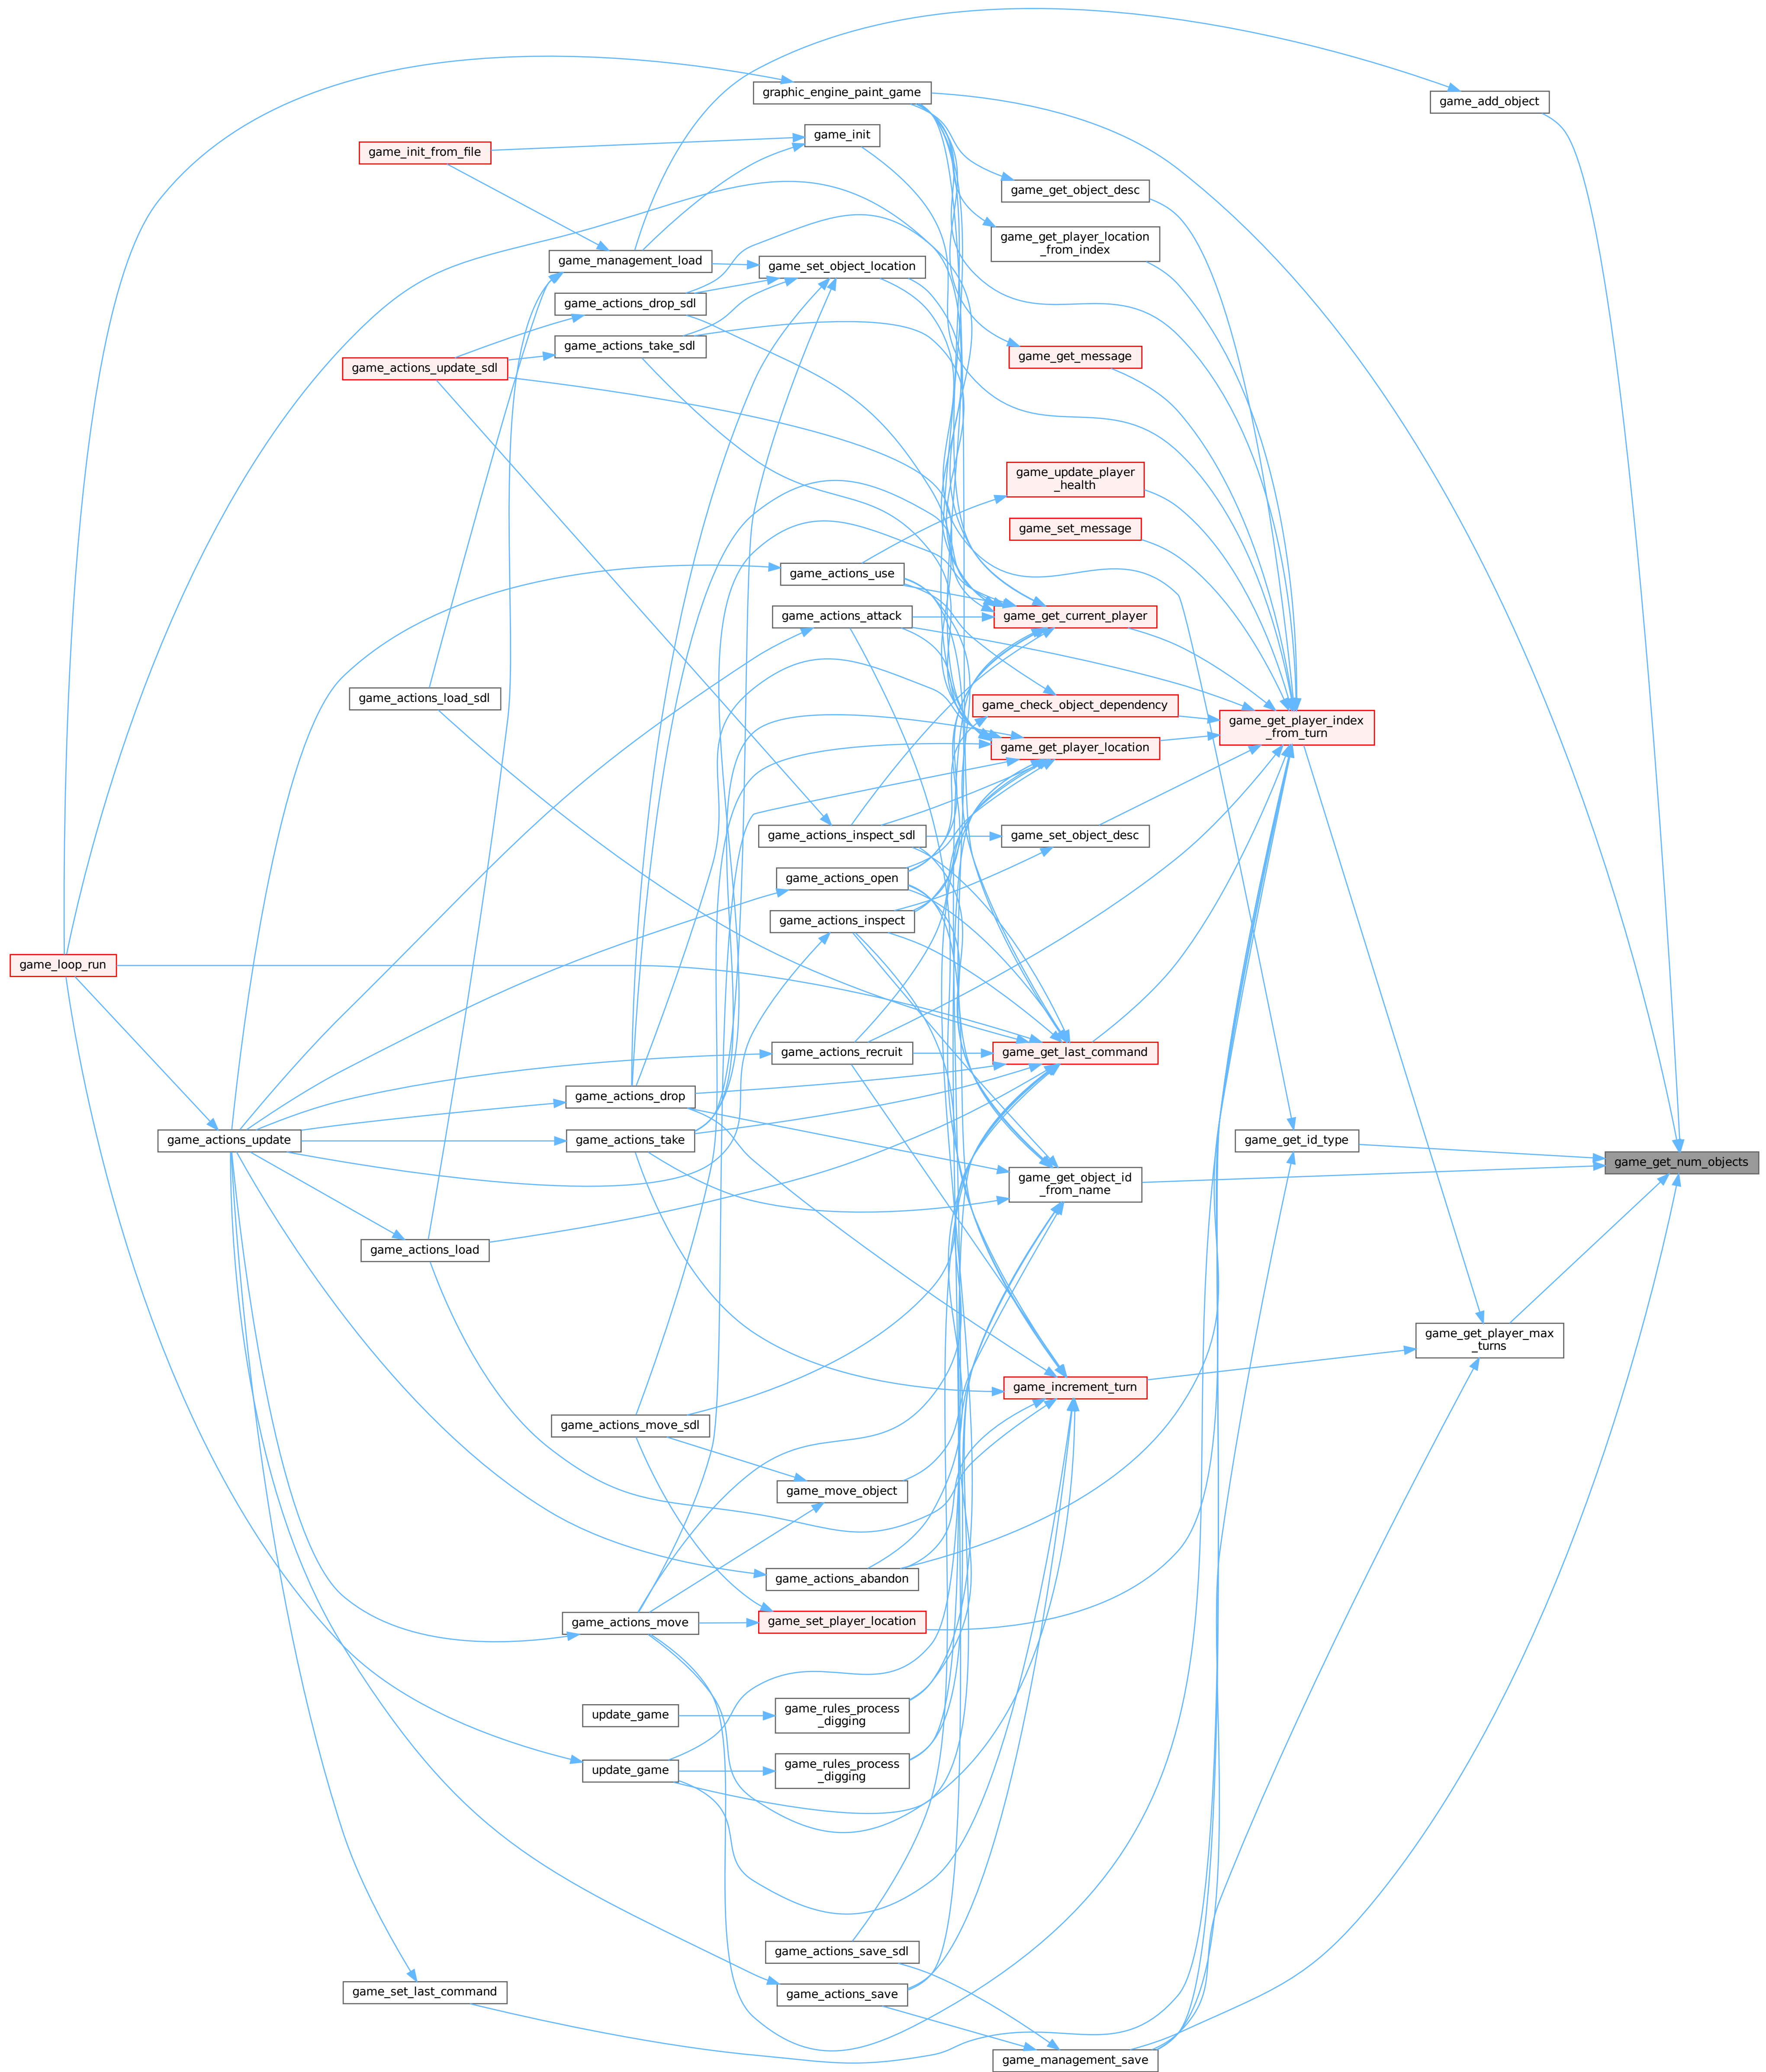 graphic_engine_paint_game
game_add_object
game_init
game_init_from_file
game_get_object_desc
game_get_player_location
_from_index
game_management_load
game_set_object_location
game_actions_drop_sdl
game_actions_take_sdl
game_get_message
game_actions_update_sdl
game_update_player
_health
game_set_message
game_actions_use
game_actions_attack
game_get_current_player
game_actions_load_sdl
game_check_object_dependency
game_get_player_index
_from_turn
game_get_player_location
game_actions_inspect_sdl
game_set_object_desc
game_actions_open
game_actions_inspect
game_loop_run
game_actions_recruit
game_get_last_command
game_actions_drop
game_actions_update
game_actions_take
game_get_id_type
game_get_num_objects
game_get_object_id
_from_name
game_actions_load
game_get_player_max
_turns
game_increment_turn
game_actions_move_sdl
game_move_object
game_actions_abandon
game_actions_move
game_set_player_location
update_game
game_rules_process
_digging
update_game
game_rules_process
_digging
game_actions_save_sdl
game_set_last_command
game_actions_save
game_management_save